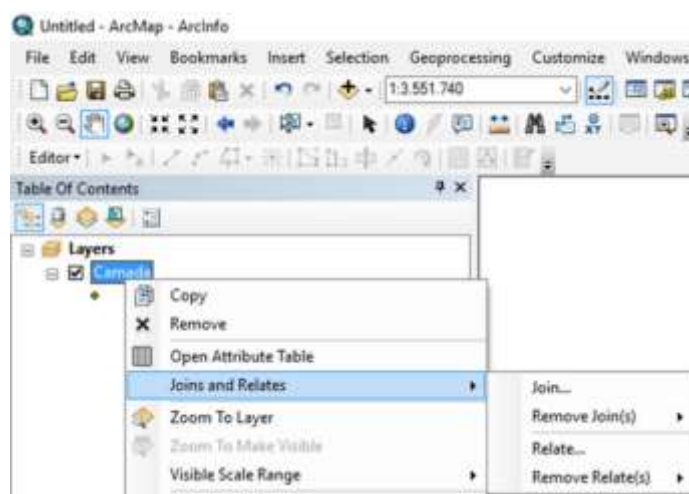 Untitled - ArcMap - ArcInfo
File Edit View Bookmarks Insert Selection Geoprocessing Customize Windows
1:3.551.740
Editor
Table Of Contents
Layers
Camada
Copy
Remove
Open Attribute Table
Joins and Relates
Join...
Zoom To Layer
Remove Join(s)
Zoom To Make Visible
Relate...
Visible Scale Range
Remove Relate(s)